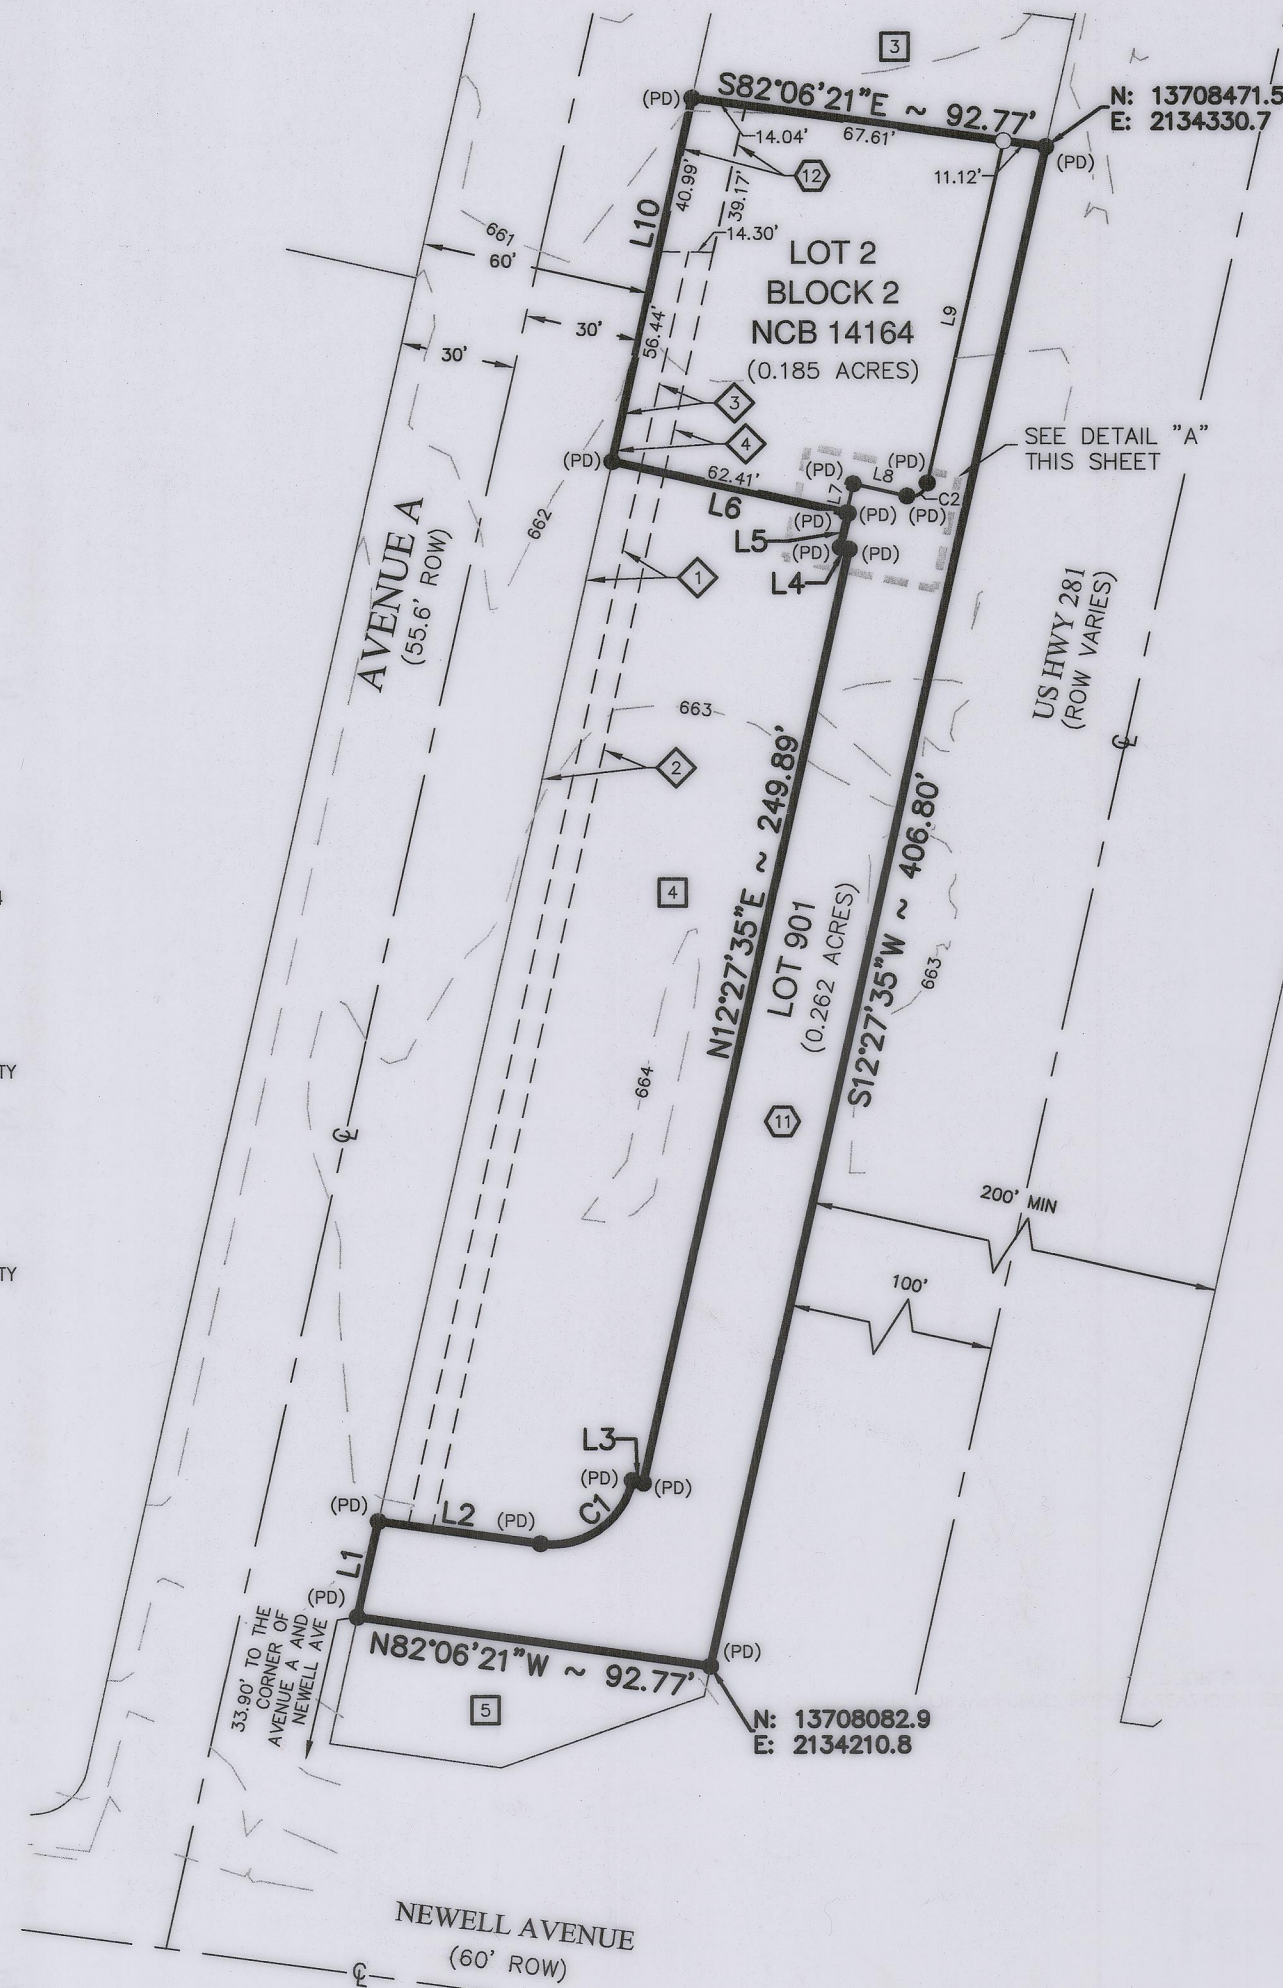 3
S82°06'21"E ~ 92.77'
N: 13708471.5
E: 2134330.7
(PD)
14.04'
67.61'
(PD)
11.12'
12
40.99'
39.17'
L10
14.30'
661
60'
LOT 2
BLOCK 2
NCB 14164
(0.185 ACRES)
L9
30'
56.44'
30'
3
4
SEE DETAIL "A"
THIS SHEET
(PD)
62.41'
L6
(PD)
L8
(PD)
L7
C2
(PD)
(PD)
(PD)
L5
(PD)
(PD)
L4
AVENUE A
(55.6' ROW)
662
1
US HWY 281
(ROW VARIES)
663
2
N12°27'35"E ~ 249.89'
S12°27'35"W ~ 406.80'
4
LOT 901
(0.262 ACRES)
663
TY
664
11
200' MIN
TY
100'
L3
(PD)
(PD)
C1
(PD)
L2
(PD)
L1
(PD)
33.90' TO THE
CORNER OF
AVENUE A AND
NEWELL AVE
N82°06'21"W ~ 92.77'
(PD)
5
N: 13708082.9
E: 2134210.8
NEWELL AVENUE
(60' ROW)